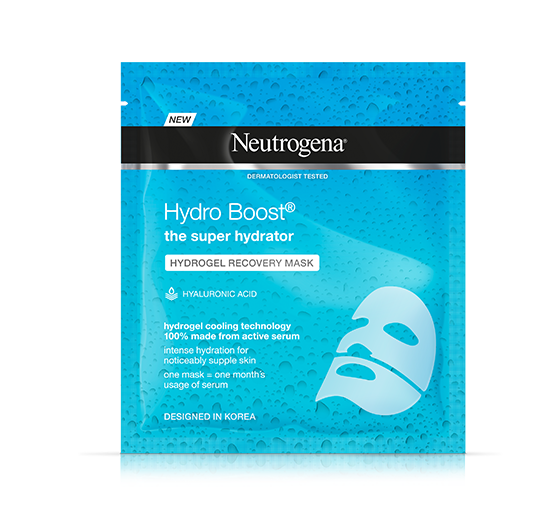 NEW
Neutrogena®
DERMATOLOGIST TESTED
Hydro Boost®
the super hydrator
HYDROGEL RECOVERY MASK
HYALURONIC ACID
hydrogel cooling technology
100% made from active serum
intense hydration for
noticeably supple skin
one mask = one month's
usage of serum
DESIGNED IN KOREA